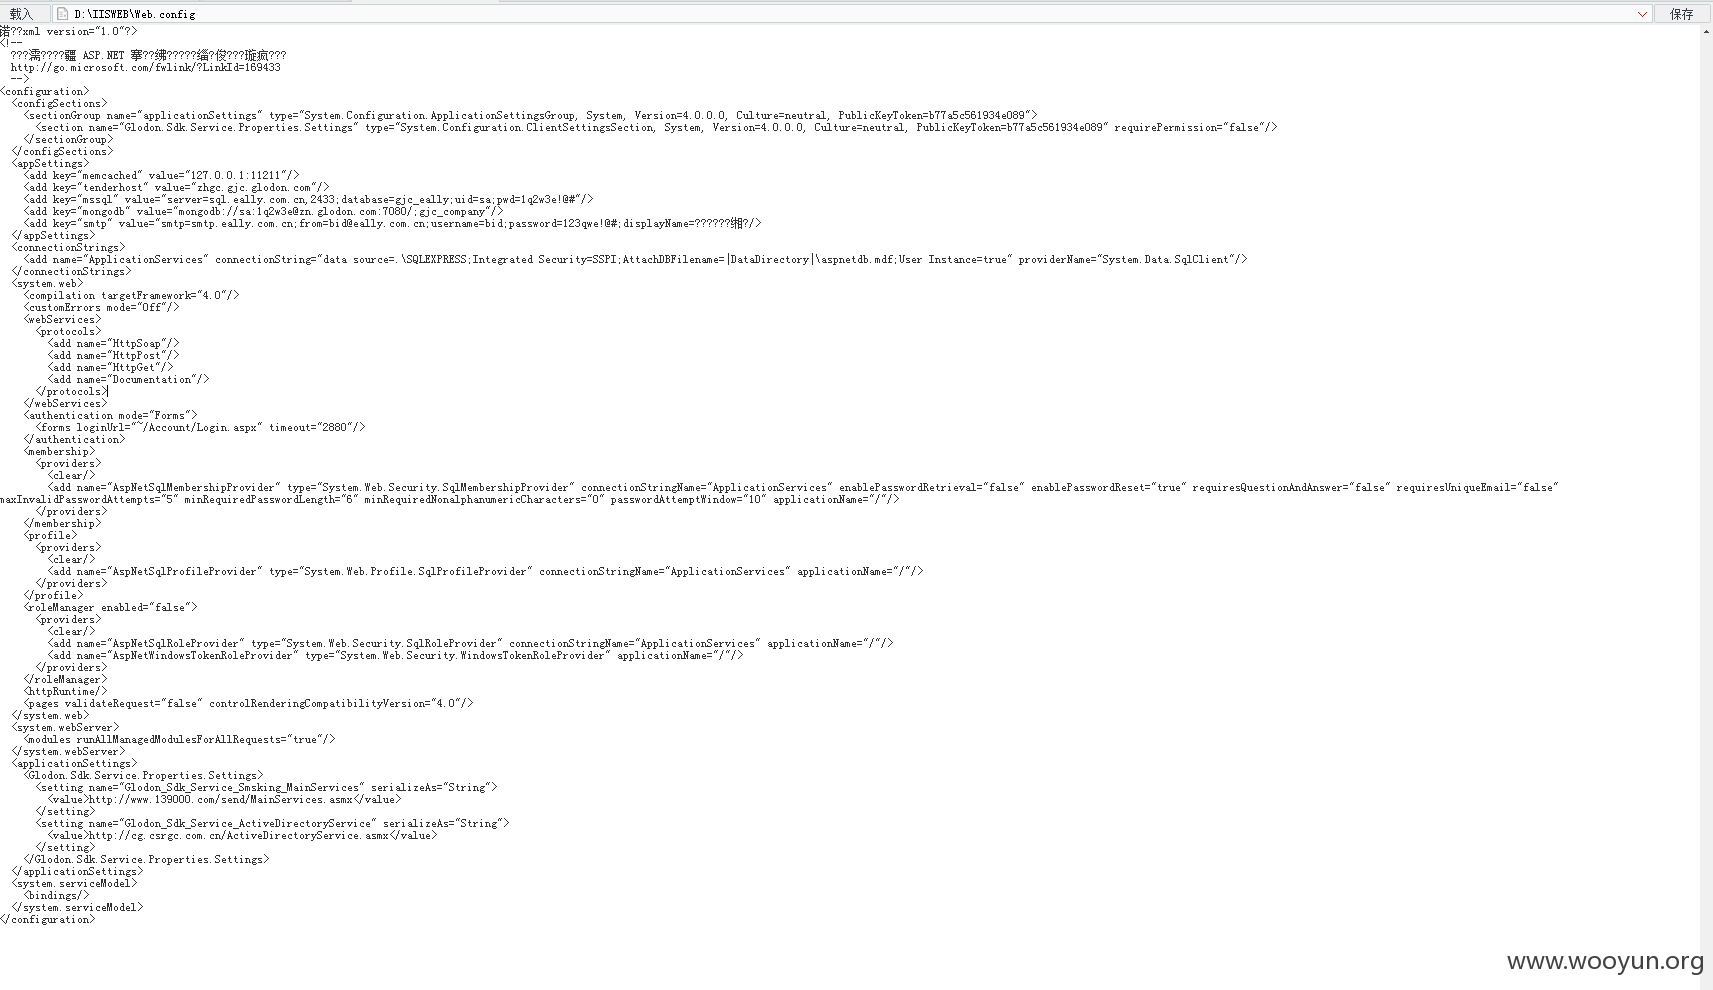 载入 D:\IISWEB\Web.config 保存
锘??xml version="1.0"?>
<!--
  ???濡????疆 ASP.NET 搴??绋?????缁?俊???璇疯???
  http://go.microsoft.com/fwlink/?LinkId=169433
  -->
<configuration>
  <configSections>
    <sectionGroup name="applicationSettings" type="System.Configuration.ApplicationSettingsGroup, System, Version=4.0.0.0, Culture=neutral, PublicKeyToken=b77a5c561934e089">
      <section name="Glodon.Sdk.Service.Properties.Settings" type="System.Configuration.ClientSettingsSection, System, Version=4.0.0.0, Culture=neutral, PublicKeyToken=b77a5c561934e089" requirePermission="false"/>
    </sectionGroup>
  </configSections>
  <appSettings>
    <add key="memcached" value="127.0.0.1:11211"/>
    <add key="tenderhost" value="zhgc.gjc.glodon.com"/>
    <add key="mssql" value="server=sql.eally.com.cn,2433;database=gjc_eally;uid=sa;pwd=1q2w3e!@#"/>
    <add key="mongodb" value="mongodb://sa:1q2w3e@zn.glodon.com:7080/;gjc_company"/>
    <add key="smtp" value="smtp=smtp.eally.com.cn;from=bid@eally.com.cn;username=bid;password=123qwe!@#;displayName=??????缃?/>
  </appSettings>
  <connectionStrings>
    <add name="ApplicationServices" connectionString="data source=.\SQLEXPRESS;Integrated Security=SSPI;AttachDBFilename=|DataDirectory|\aspnetdb.mdf;User Instance=true" providerName="System.Data.SqlClient"/>
  </connectionStrings>
  <system.web>
    <compilation targetFramework="4.0"/>
    <customErrors mode="Off"/>
    <webServices>
      <protocols>
        <add name="HttpSoap"/>
        <add name="HttpPost"/>
        <add name="HttpGet"/>
        <add name="Documentation"/>
      </protocols>
    </webServices>
    <authentication mode="Forms">
      <forms loginUrl="~/Account/Login.aspx" timeout="2880"/>
    </authentication>
    <membership>
      <providers>
        <clear/>
        <add name="AspNetSqlMembershipProvider" type="System.Web.Security.SqlMembershipProvider" connectionStringName="ApplicationServices" enablePasswordRetrieval="false" enablePasswordReset="true" requiresQuestionAndAnswer="false" requiresUniqueEmail="false"
maxInvalidPasswordAttempts="5" minRequiredPasswordLength="6" minRequiredNonalphanumericCharacters="0" passwordAttemptWindow="10" applicationName="/"/>
      </providers>
    </membership>
    <profile>
      <providers>
        <clear/>
        <add name="AspNetSqlProfileProvider" type="System.Web.Profile.SqlProfileProvider" connectionStringName="ApplicationServices" applicationName="/"/>
      </providers>
    </profile>
    <roleManager enabled="false">
      <providers>
        <clear/>
        <add name="AspNetSqlRoleProvider" type="System.Web.Security.SqlRoleProvider" connectionStringName="ApplicationServices" applicationName="/"/>
        <add name="AspNetWindowsTokenRoleProvider" type="System.Web.Security.WindowsTokenRoleProvider" applicationName="/"/>
      </providers>
    </roleManager>
    <httpRuntime/>
    <pages validateRequest="false" controlRenderingCompatibilityVersion="4.0"/>
  </system.web>
  <system.webServer>
    <modules runAllManagedModulesForAllRequests="true"/>
  </system.webServer>
  <applicationSettings>
    <Glodon.Sdk.Service.Properties.Settings>
      <setting name="Glodon_Sdk_Service_Smsking_MainServices" serializeAs="String">
        <value>http://www.139000.com/send/MainServices.asmx</value>
      </setting>
      <setting name="Glodon_Sdk_Service_ActiveDirectoryService" serializeAs="String">
        <value>http://cg.csrgc.com.cn/ActiveDirectoryService.asmx</value>
      </setting>
    </Glodon.Sdk.Service.Properties.Settings>
  </applicationSettings>
  <system.serviceModel>
    <bindings/>
  </system.serviceModel>
</configuration>
www.wooyun.org